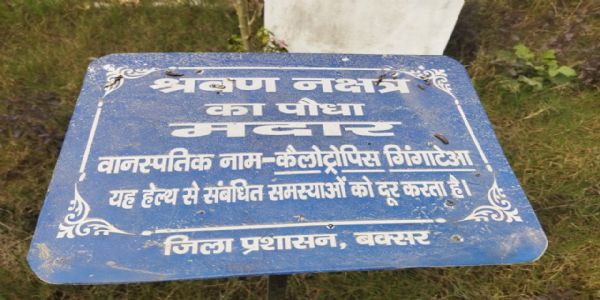 श्रवण नक्षत्र
का पौधा
मदार
वानस्पतिक नाम-कैलोट्रोपिस गिंगाटेआ
यह हेल्थ से संबंधित समस्याओं को दूर करता है।
जिला प्रशासन, बक्सर